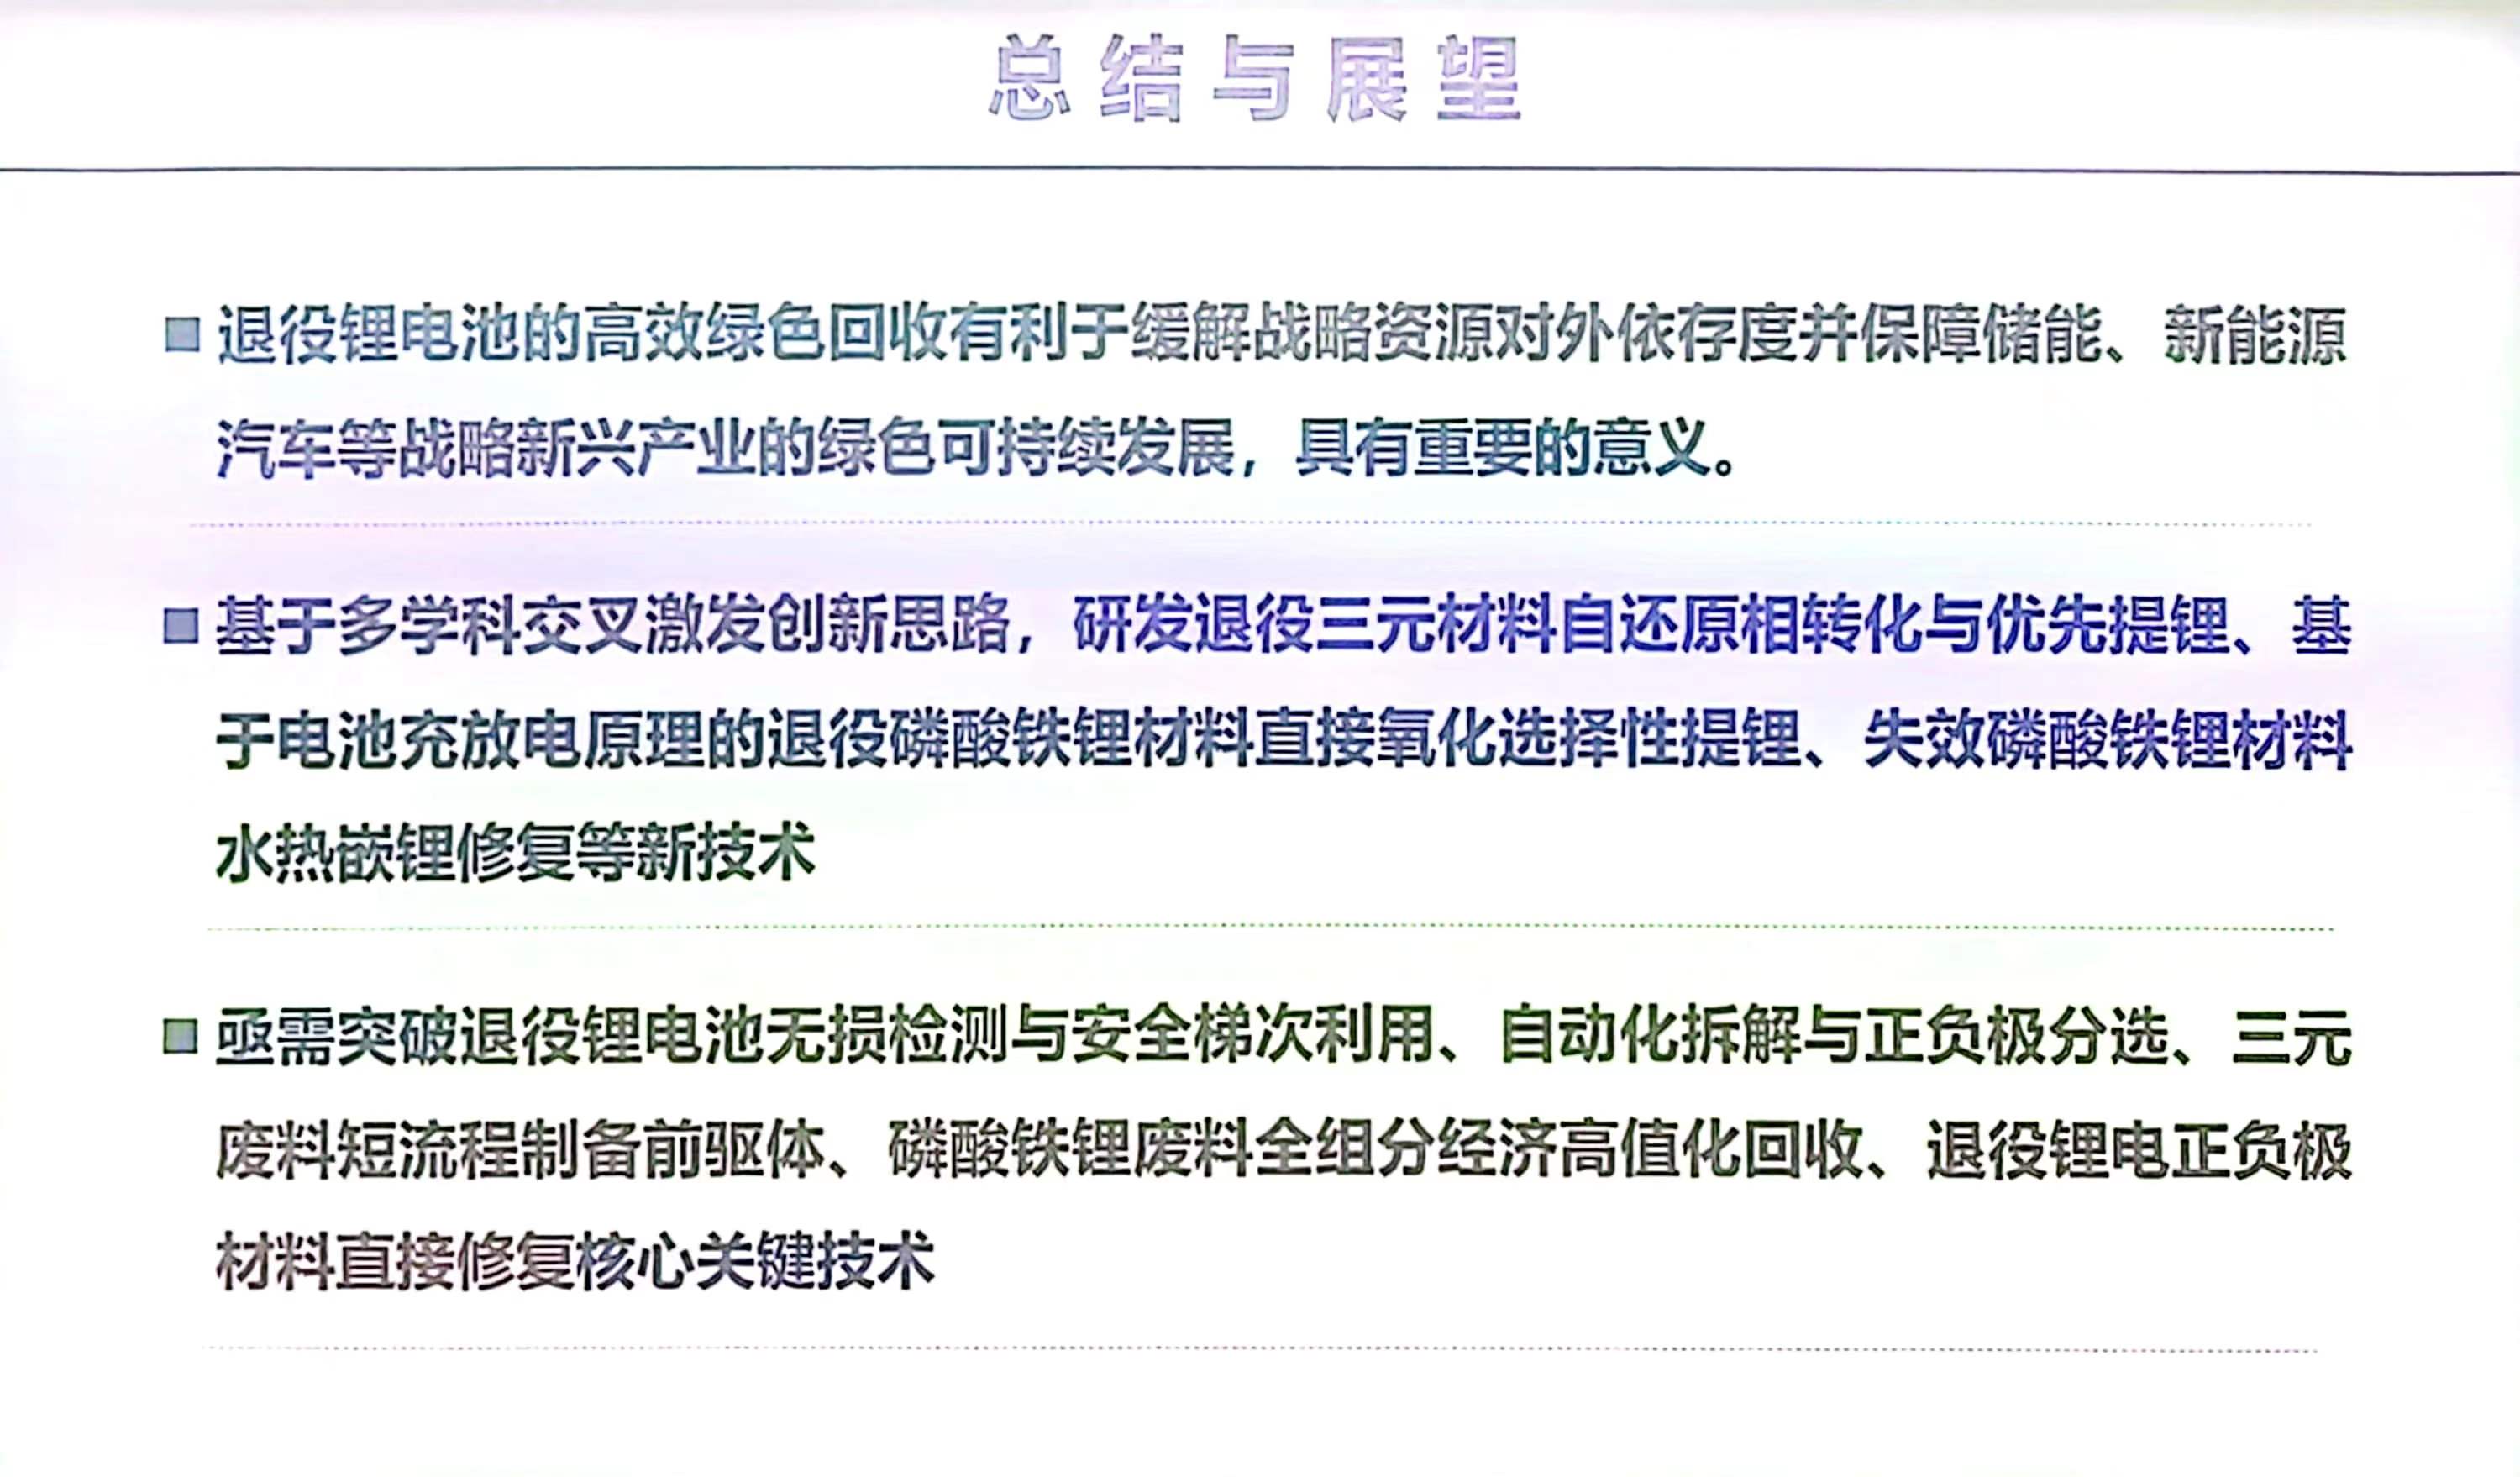 总结与展望
退役锂电池的高效绿色回收有利于缓解战略资源对外依存度并保障储能、新能源
汽车等战略新兴产业的绿色可持续发展，具有重要的意义。
基于多学科交叉激发创新思路，研发退役三元材料自还原相转化与优先提锂、基
于电池充放电原理的退役磷酸铁锂材料直接氧化选择性提锂、失效磷酸铁锂材料
水热嵌锂修复等新技术
亟需突破退役锂电池无损检测与安全梯次利用、自动化拆解与正负极分选、三元
废料短流程制备前驱体、磷酸铁锂废料全组分经济高值化回收、退役锂电正负极
材料直接修复核心关键技术